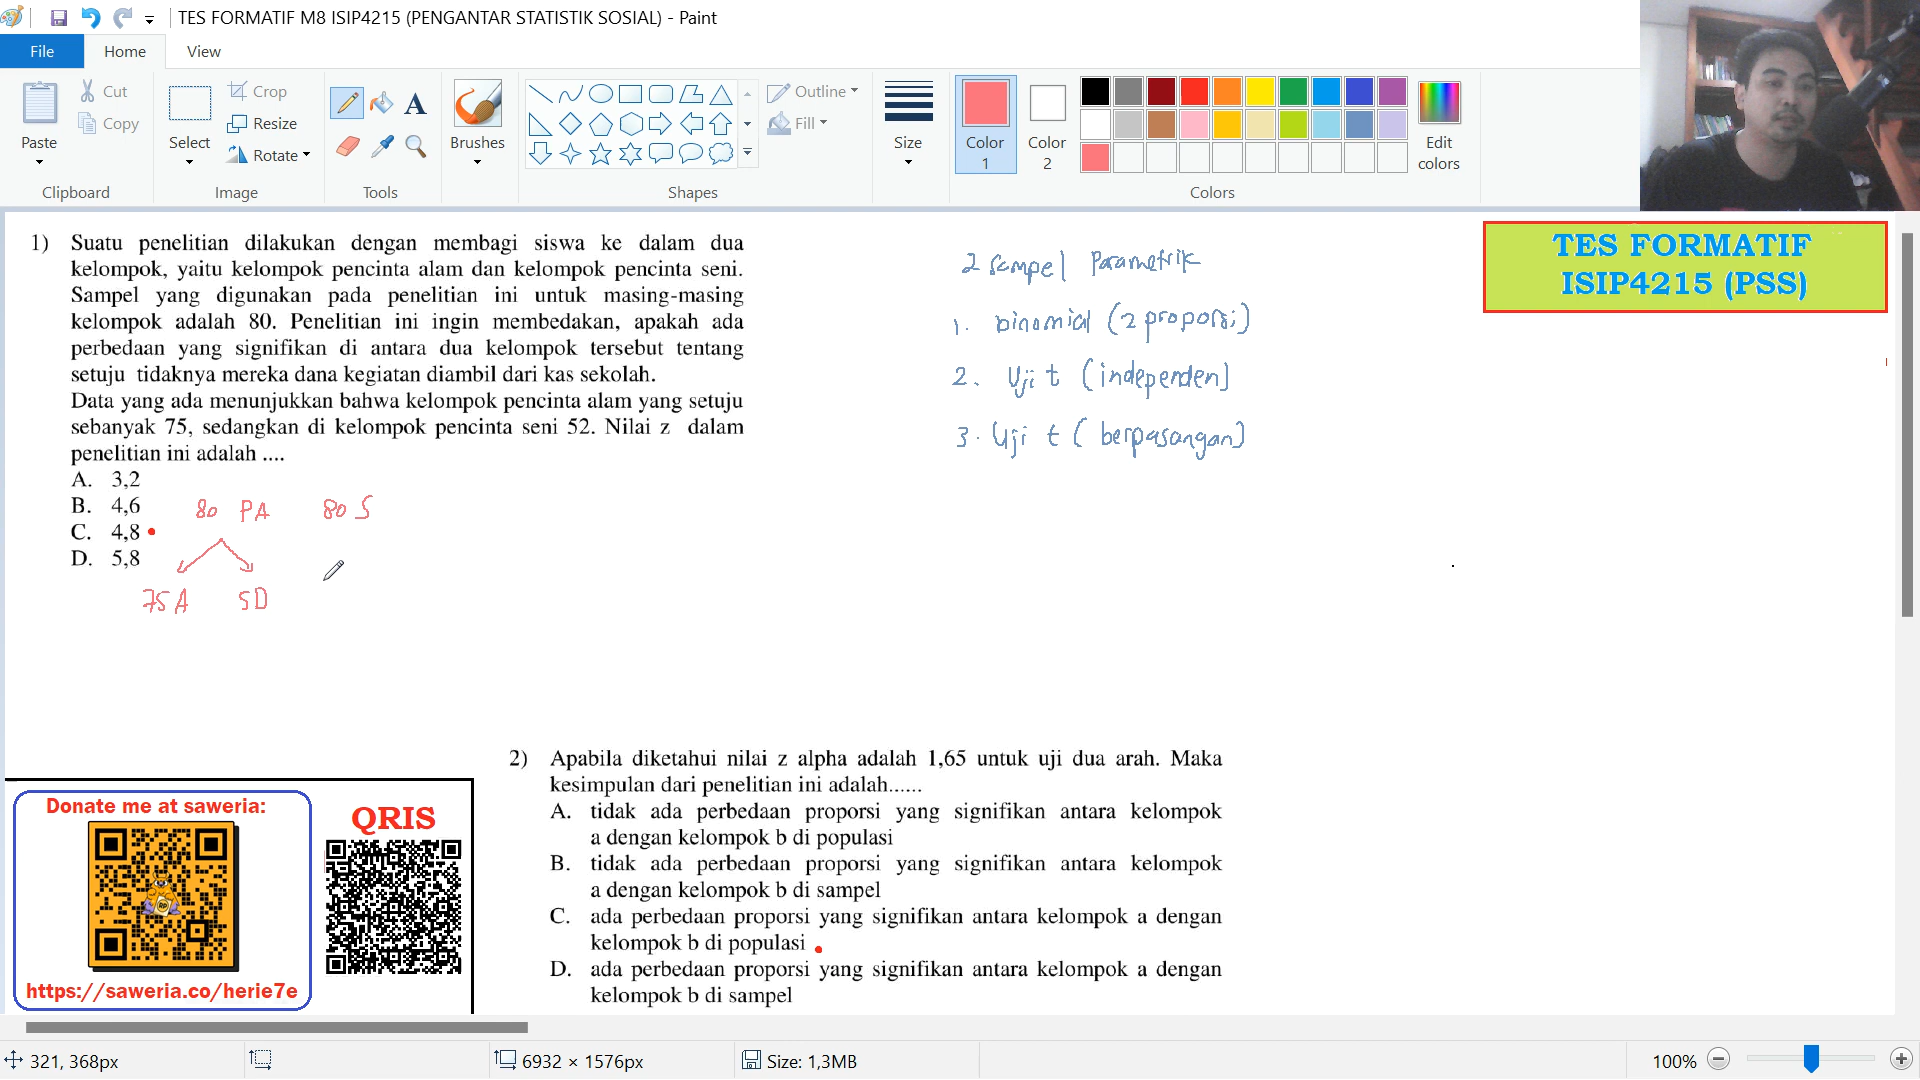 TES FORMATIF M8 ISIP4215 (PENGANTAR STATISTIK SOSIAL) - Paint
File
Home
View
Paste
Cut
Copy
Clipboard
Select
Crop
Resize
Rotate
Image
Tools
Brushes
Shapes
Outline
Fill
Size
Color 1
Color 2
Colors
Edit colors
TES FORMATIF
ISIP4215 (PSS)
1) Suatu penelitian dilakukan dengan membagi siswa ke dalam dua
kelompok, yaitu kelompok pencinta alam dan kelompok pencinta seni.
Sampel yang digunakan pada penelitian ini untuk masing-masing
kelompok adalah 80. Penelitian ini ingin membedakan, apakah ada
perbedaan yang signifikan di antara dua kelompok tersebut tentang
setuju tidaknya mereka dana kegiatan diambil dari kas sekolah.
Data yang ada menunjukkan bahwa kelompok pencinta alam yang setuju
sebanyak 75, sedangkan di kelompok pencinta seni 52. Nilai z dalam
penelitian ini adalah ....
A. 3,2
B. 4,6
C. 4,8
D. 5,8
80 PA 80 S
75A 5D
2 Sampel Parametrik
1. binomial (2 proporsi)
2. Uji t (independen)
3. Uji t (berpasangan)
2) Apabila diketahui nilai z alpha adalah 1,65 untuk uji dua arah. Maka
kesimpulan dari penelitian ini adalah......
A. tidak ada perbedaan proporsi yang signifikan antara kelompok
a dengan kelompok b di populasi
B. tidak ada perbedaan proporsi yang signifikan antara kelompok
a dengan kelompok b di sampel
C. ada perbedaan proporsi yang signifikan antara kelompok a dengan
kelompok b di populasi
D. ada perbedaan proporsi yang signifikan antara kelompok a dengan
kelompok b di sampel
Donate me at saweria:
RP
https://saweria.co/herie7e
QRIS
321, 368px
6932 × 1576px
Size: 1,3MB
100%